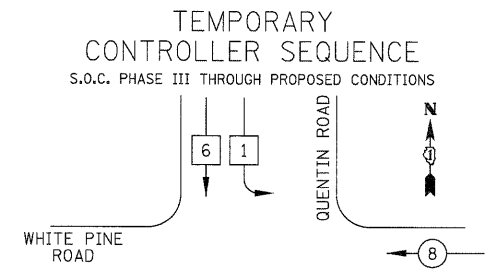 TEMPORARY
CONTROLLER SEQUENCE
S.O.C. PHASE III THROUGH PROPOSED CONDITIONS
6
1
QUENTIN ROAD
N
WHITE PINE
ROAD
8